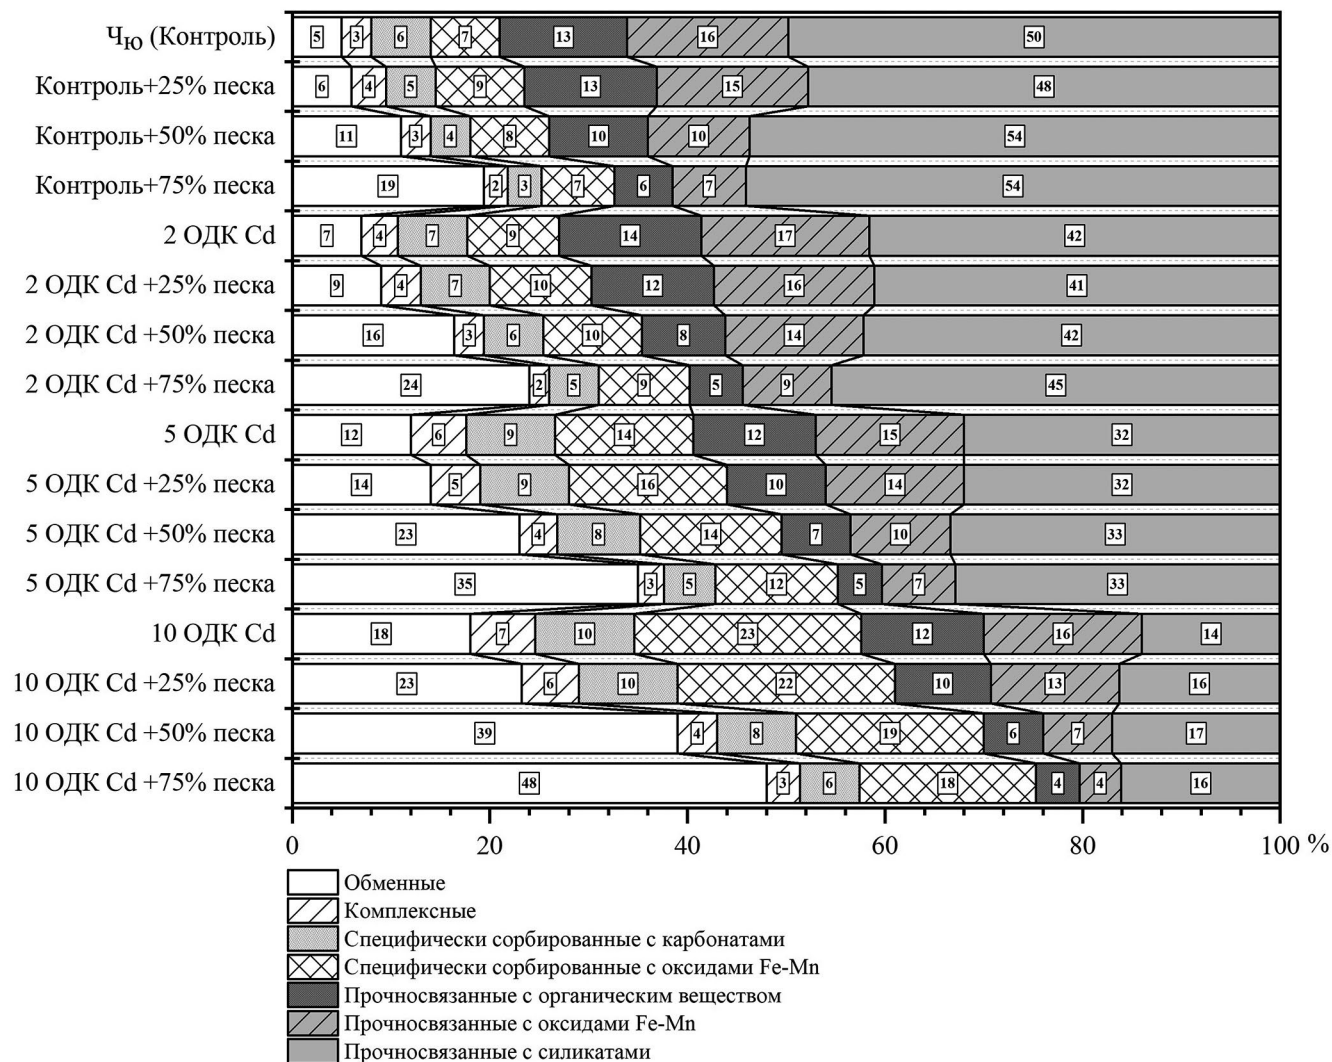 Чю (Контроль) 5 3 6 7 13 16 50
Контроль+25% песка 6 4 5 9 13 15 48
Контроль+50% песка 11 3 4 8 10 10 54
Контроль+75% песка 19 2 3 7 6 7 54
2 ОДК Cd 7 4 7 9 14 17 42
2 ОДК Cd +25% песка 9 4 7 10 12 16 41
2 ОДК Cd +50% песка 16 3 6 10 8 14 42
2 ОДК Cd +75% песка 24 2 5 9 5 9 45
5 ОДК Cd 12 6 9 14 12 15 32
5 ОДК Cd +25% песка 14 5 9 16 10 14 32
5 ОДК Cd +50% песка 23 4 8 14 7 10 33
5 ОДК Cd +75% песка 35 3 5 12 5 7 33
10 ОДК Cd 18 7 10 23 12 16 14
10 ОДК Cd +25% песка 23 6 10 22 10 13 16
10 ОДК Cd +50% песка 39 4 8 19 6 7 17
10 ОДК Cd +75% песка 48 3 6 18 4 4 16
0 20 40 60 80 100 %
Обменные
Комплексные
Специфически сорбированные с карбонатами
Специфически сорбированные с оксидами Fe-Mn
Прочносвязанные с органическим веществом
Прочносвязанные с оксидами Fe-Mn
Прочносвязанные с силикатами